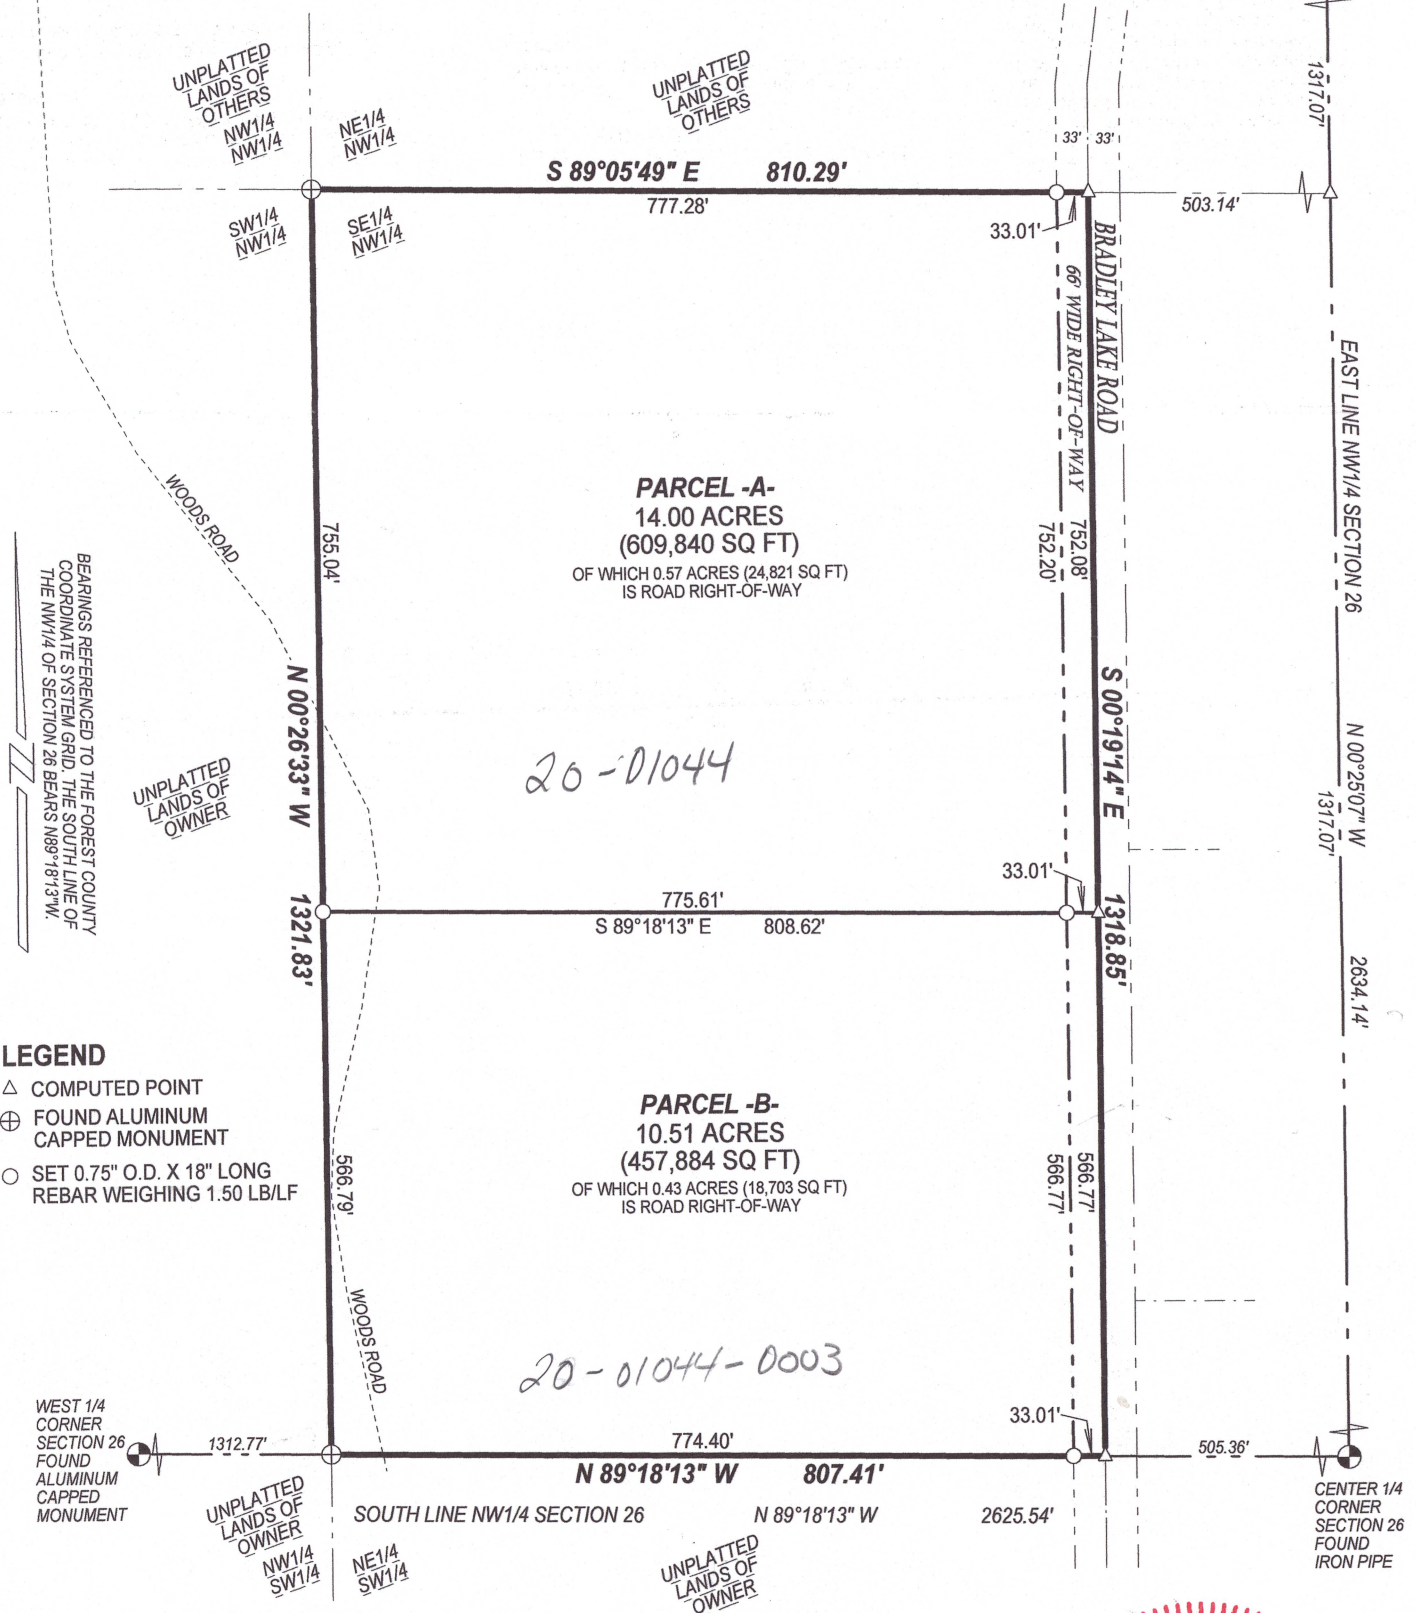 UNPLATTED
LANDS OF
OTHERS
NW1/4
NW1/4
NE1/4
NW1/4
UNPLATTED
LANDS OF
OTHERS
33' 33'
1317.07'
S 89°05'49" E 810.29'
777.28'
33.01'
503.14'
SW1/4
NW1/4
SE1/4
NW1/4
BRADLEY LAKE ROAD
66' WIDE RIGHT-OF-WAY
EAST LINE NW1/4 SECTION 26
WOODS ROAD
755.04'
PARCEL -A-
14.00 ACRES
(609,840 SQ FT)
OF WHICH 0.57 ACRES (24,821 SQ FT)
IS ROAD RIGHT-OF-WAY
752.08'
752.20'
BEARINGS REFERENCED TO THE FOREST COUNTY
COORDINATE SYSTEM GRID. THE SOUTH LINE OF
THE NW1/4 OF SECTION 26 BEARS N89°18'13"W.
N 00°26'33" W 1321.83'
S 00°19'14" E 1318.85'
N 00°25'07" W 2634.14'
1317.07'
UNPLATTED
LANDS OF
OWNER
20-01044
33.01'
775.61'
S 89°18'13" E 808.62'
LEGEND
COMPUTED POINT
FOUND ALUMINUM
CAPPED MONUMENT
SET 0.75" O.D. X 18" LONG
REBAR WEIGHING 1.50 LB/LF
566.79'
PARCEL -B-
10.51 ACRES
(457,884 SQ FT)
OF WHICH 0.43 ACRES (18,703 SQ FT)
IS ROAD RIGHT-OF-WAY
566.77'
566.77'
WOODS ROAD
20-01044-0003
WEST 1/4
CORNER
SECTION 26
FOUND
ALUMINUM
CAPPED
MONUMENT
1312.77'
33.01'
774.40'
N 89°18'13" W 807.41'
505.36'
SOUTH LINE NW1/4 SECTION 26 N 89°18'13" W 2625.54'
CENTER 1/4
CORNER
SECTION 26
FOUND
IRON PIPE
UNPLATTED
LANDS OF
OWNER
NW1/4
SW1/4
NE1/4
SW1/4
UNPLATTED
LANDS OF
OWNER